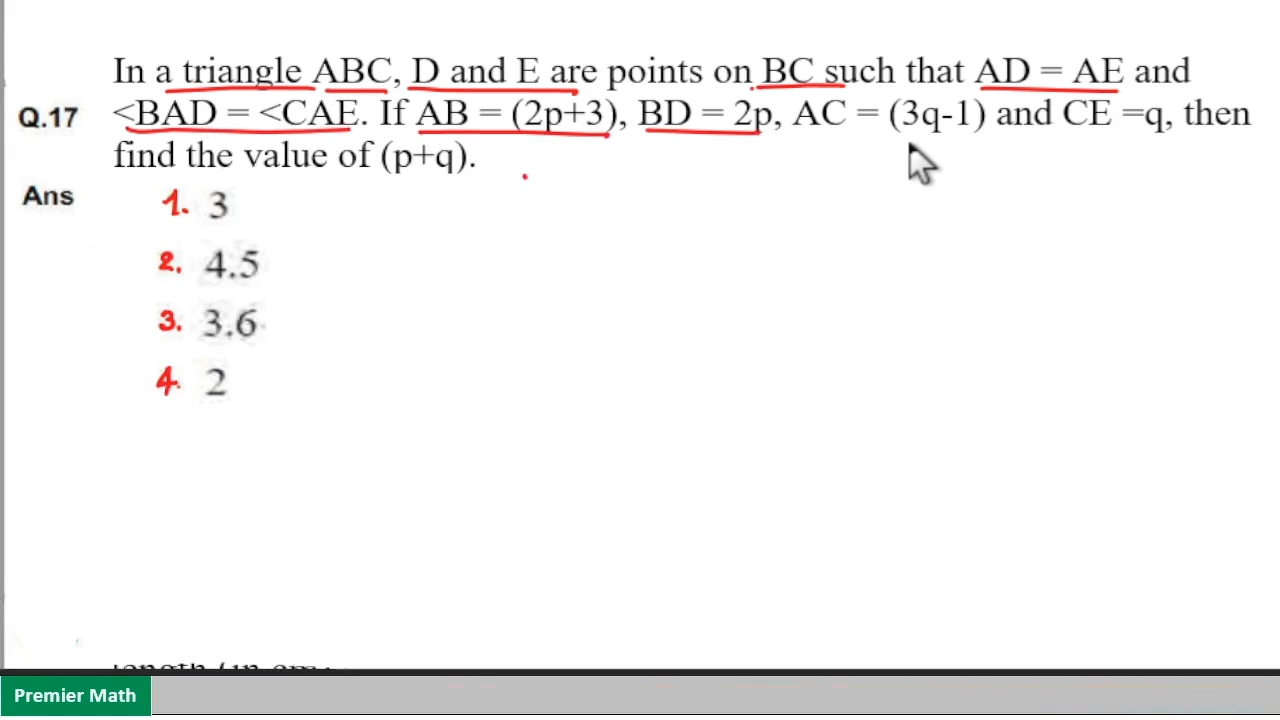 In a triangle ABC, D and E are points on BC such that AD = AE and
Q.17 <BAD = <CAE. If AB = (2p+3), BD = 2p, AC = (3q-1) and CE =q, then
find the value of (p+q).
Ans
1. 3
2. 4.5
3. 3.6
4. 2
Premier Math